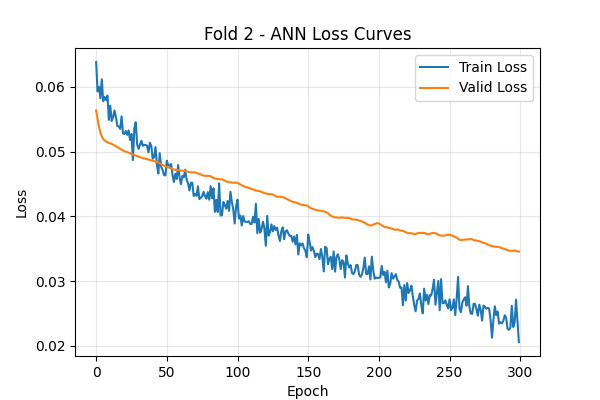 Fold 2 - ANN Loss Curves
Train Loss
Valid Loss
Loss
0.06
0.05
0.04
0.03
0.02
0 50 100 150 200 250 300
Epoch